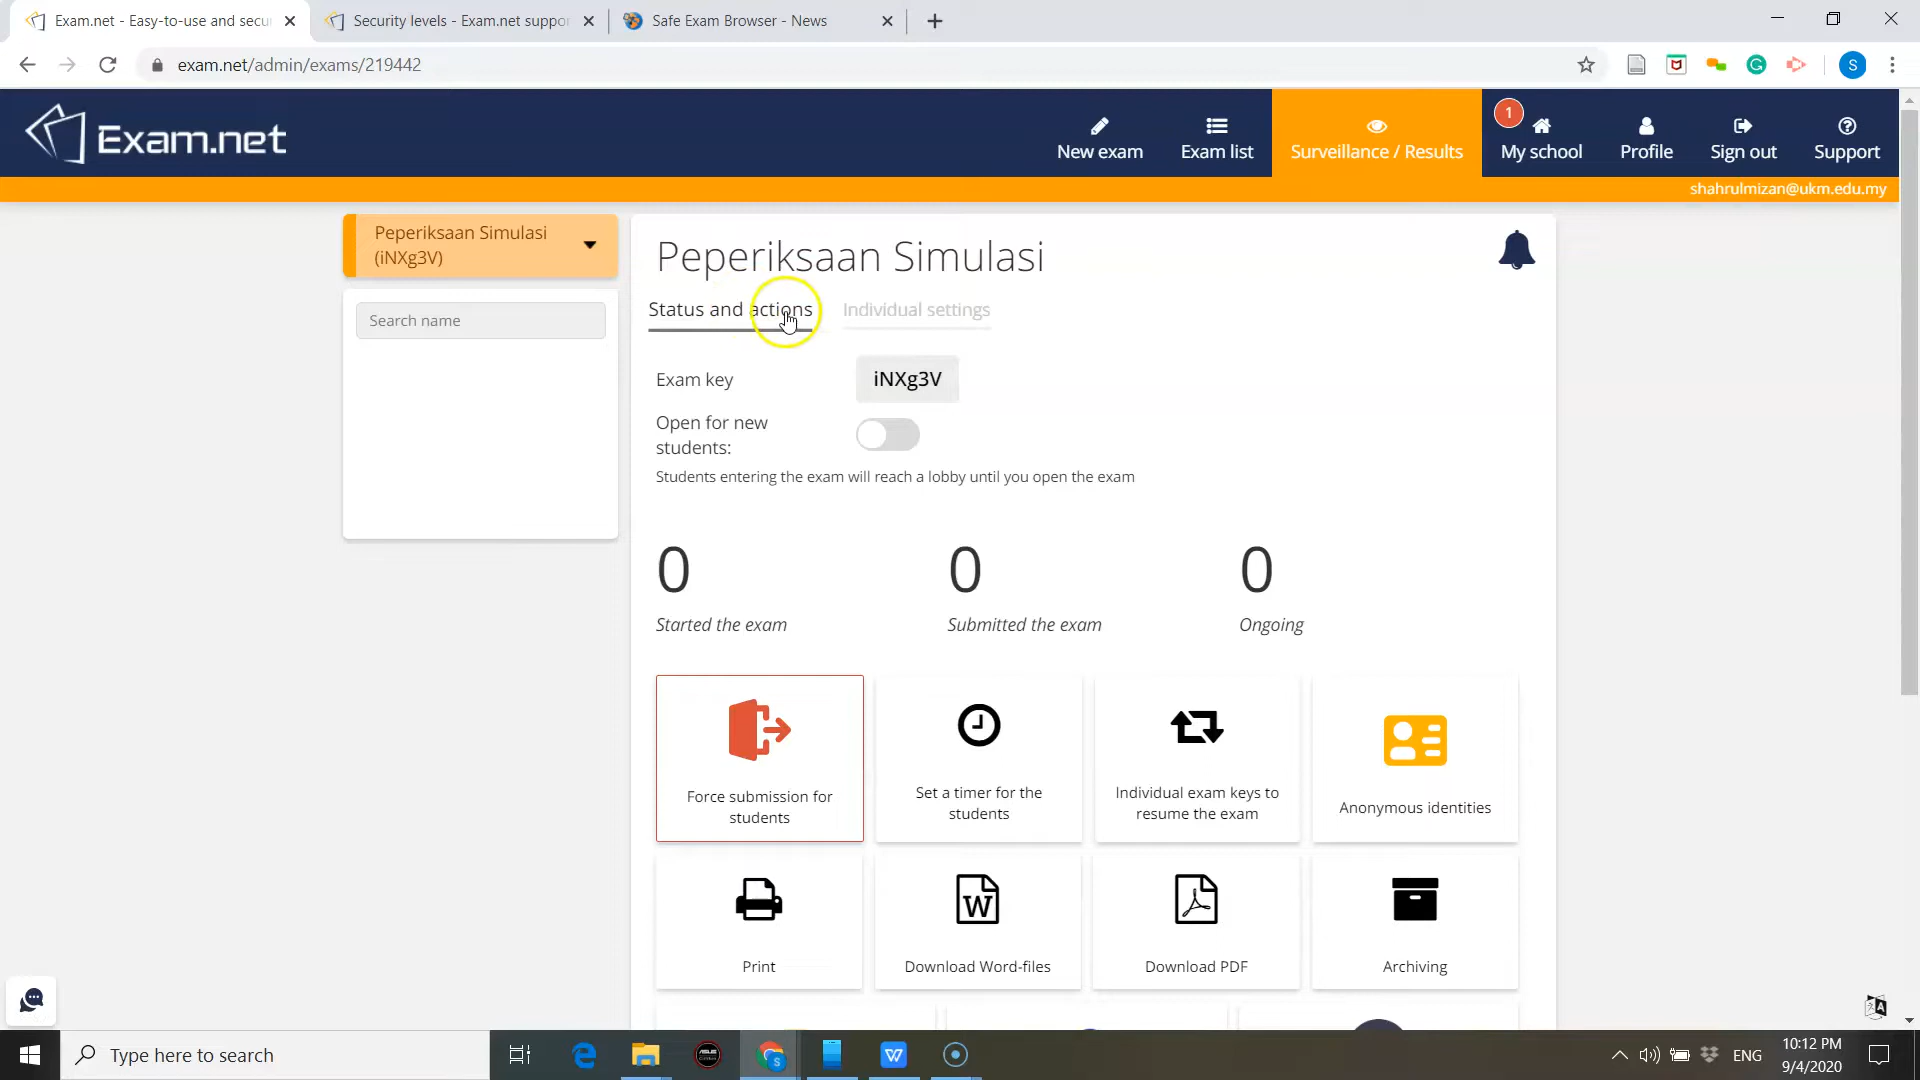 Exam.net - Easy-to-use and secu
Security levels - Exam.net suppo
Safe Exam Browser - News
exam.net/admin/exams/219442
S
Exam.net
New exam
Exam list
Surveillance / Results
1
My school
Profile
Sign out
Support
shahrulmizan@ukm.edu.my
Peperiksaan Simulasi
(iNXg3V)
Search name
Peperiksaan Simulasi
Status and actions
Individual settings
Exam key
iNXg3V
Open for new
students:
Students entering the exam will reach a lobby until you open the exam
0
0
0
Started the exam
Submitted the exam
Ongoing
Force submission for
students
Set a timer for the
students
Individual exam keys to
resume the exam
Anonymous identities
Print
Download Word-files
Download PDF
Archiving
Type here to search
ENG
10:12 PM
9/4/2020